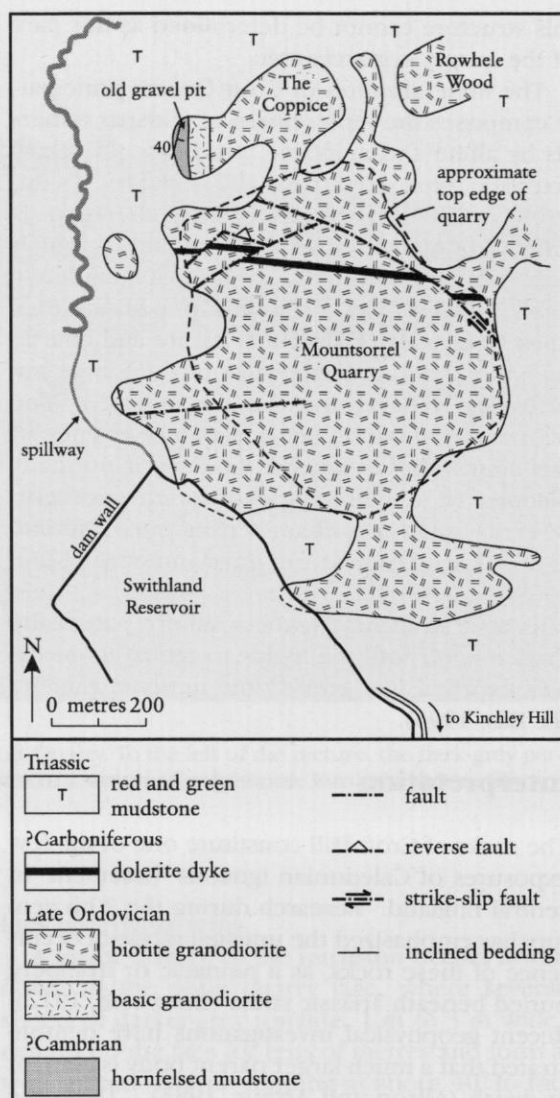 T
T
T
T
T
T
T
T
T
T
old gravel pit
40
The
Coppice
Rowhele
Wood
approximate
top edge of
quarry
Mountsorrel
Quarry
spillway
dam wall
Swithland
Reservoir
N
0 metres 200
to Kinchley Hill
Triassic
T red and green
mudstone
?Carboniferous
dolerite dyke
Late Ordovician
biotite granodiorite
basic granodiorite
?Cambrian
hornfelsed mudstone
fault
reverse fault
strike-slip fault
40 inclined bedding